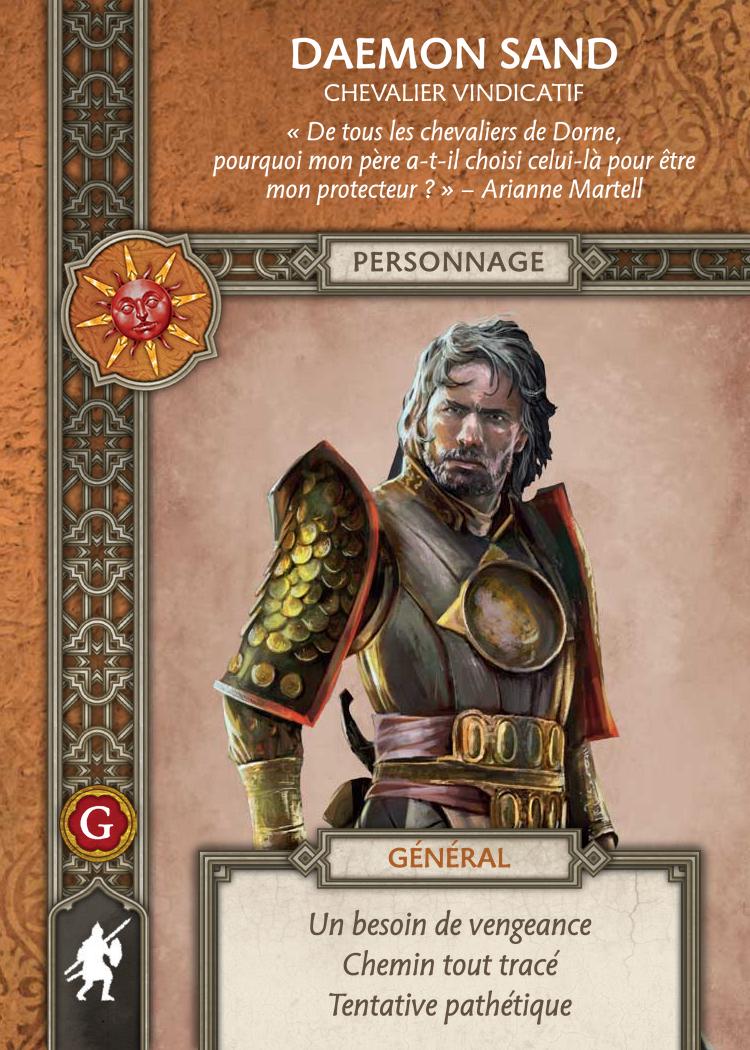 DAEMON SAND
CHEVALIER VINDICATIF
« De tous les chevaliers de Dorne,
pourquoi mon père a-t-il choisi celui-là pour être
mon protecteur ? » – Arianne Martell
PERSONNAGE
G
GÉNÉRAL
Un besoin de vengeance
Chemin tout tracé
Tentative pathétique